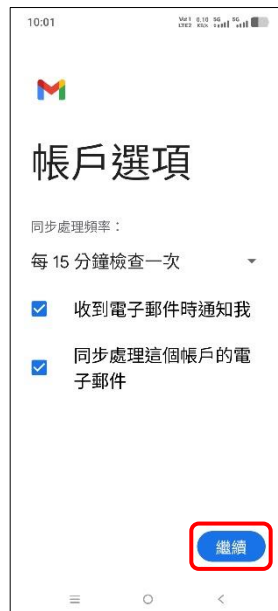 10:01
帳戶選項
同步處理頻率：
每 15 分鐘檢查一次
收到電子郵件時通知我
同步處理這個帳戶的電
子郵件
繼續